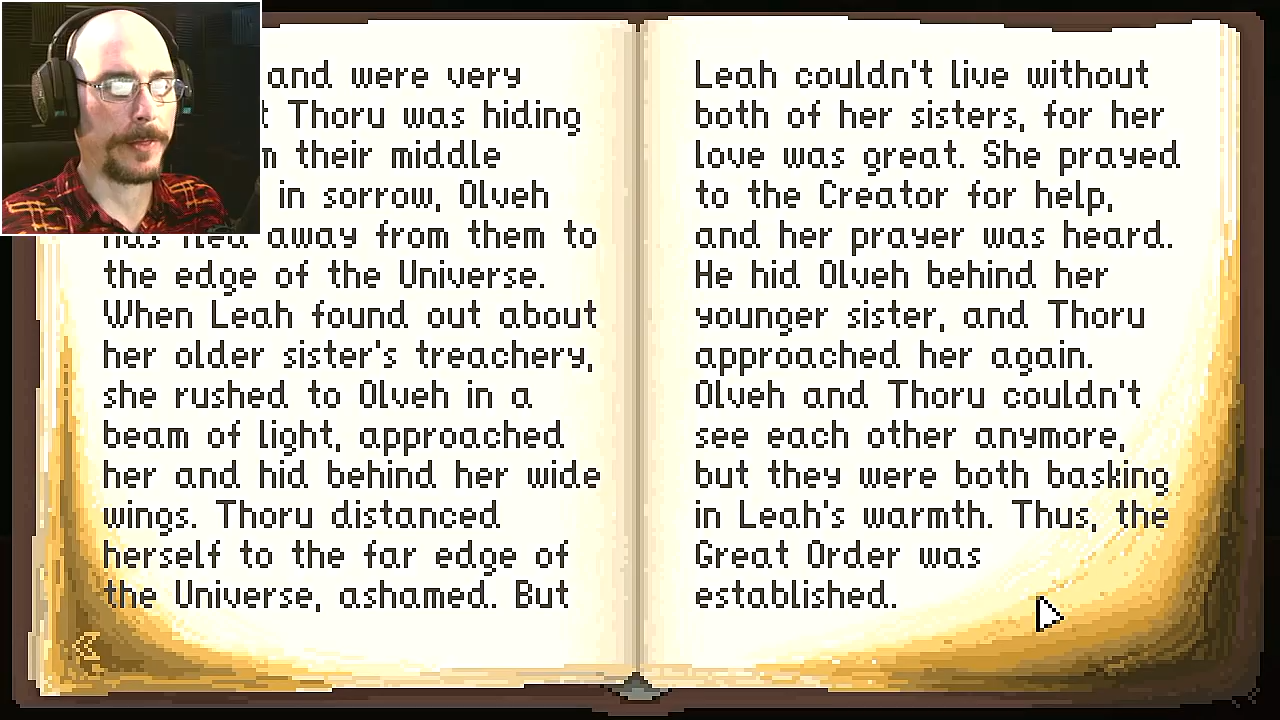 and were very
Thoru was hiding
their middle
in sorrow, Olveh
has fled away from them to
the edge of the Universe.
When Leah found out about
her older sister's treachery,
she rushed to Olveh in a
beam of light, approached
her and hid behind her wide
wings. Thoru distanced
herself to the far edge of
the Universe, ashamed. But
Leah couldn't live without
both of her sisters, for her
love was great. She prayed
to the Creator for help,
and her prayer was heard.
He hid Olveh behind her
younger sister, and Thoru
approached her again.
Olveh and Thoru couldn't
see each other anymore,
but they were both basking
in Leah's warmth. Thus, the
Great Order was
established.